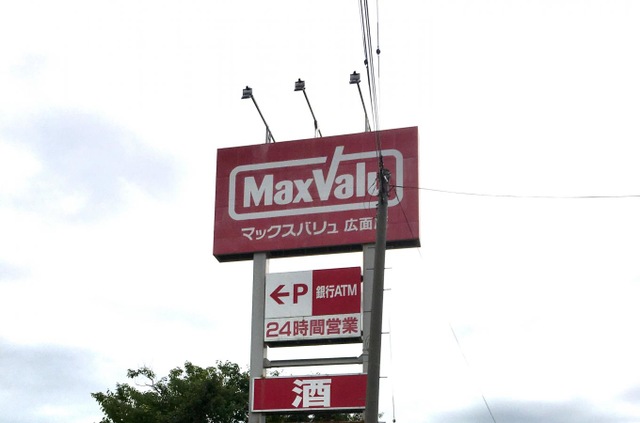 MaxValu
マックスバリュ 広面店
←P 銀行ATM
24時間営業
酒